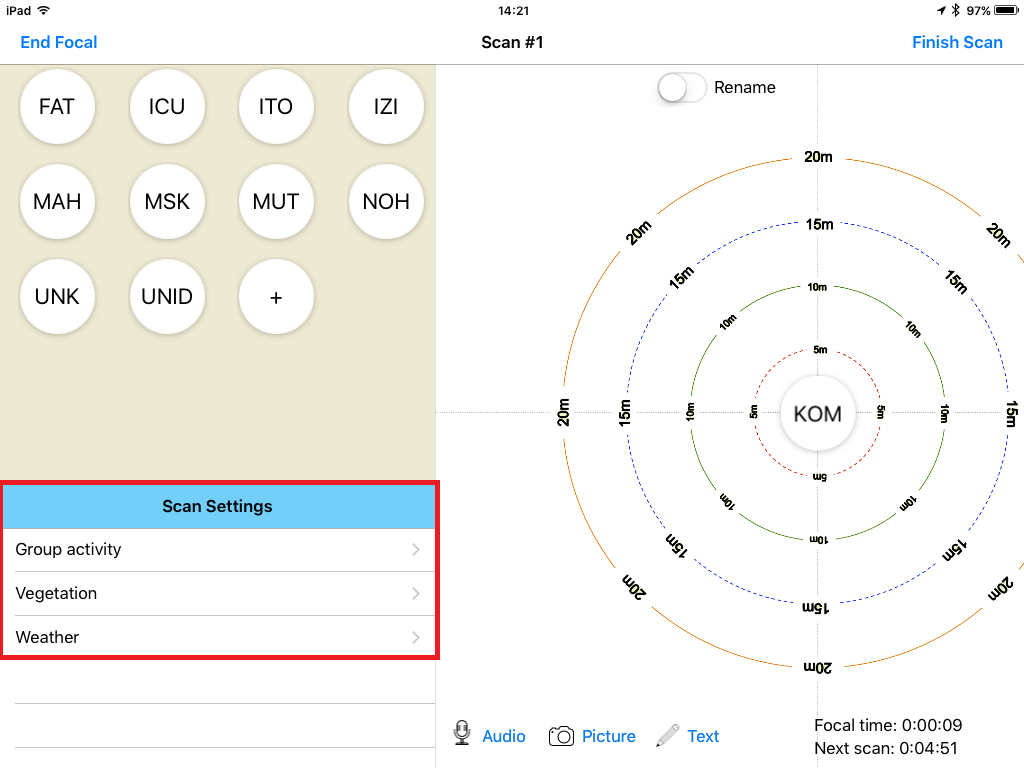 iPad 14:21 97%
End Focal Scan #1 Finish Scan
FAT ICU ITO IZI
MAH MSK MUT NOH
UNK UNID +
Scan Settings
Group activity
Vegetation
Weather
Rename
20m
20m 20m
15m
15m 15m
10m
10m 10m
5m
20m 15m 10m 5m KOM 5m 10m 15m
5m
10m 10m
10m
15m 15m
20m 20m
15m
20m
Audio Picture Text
Focal time: 0:00:09
Next scan: 0:04:51